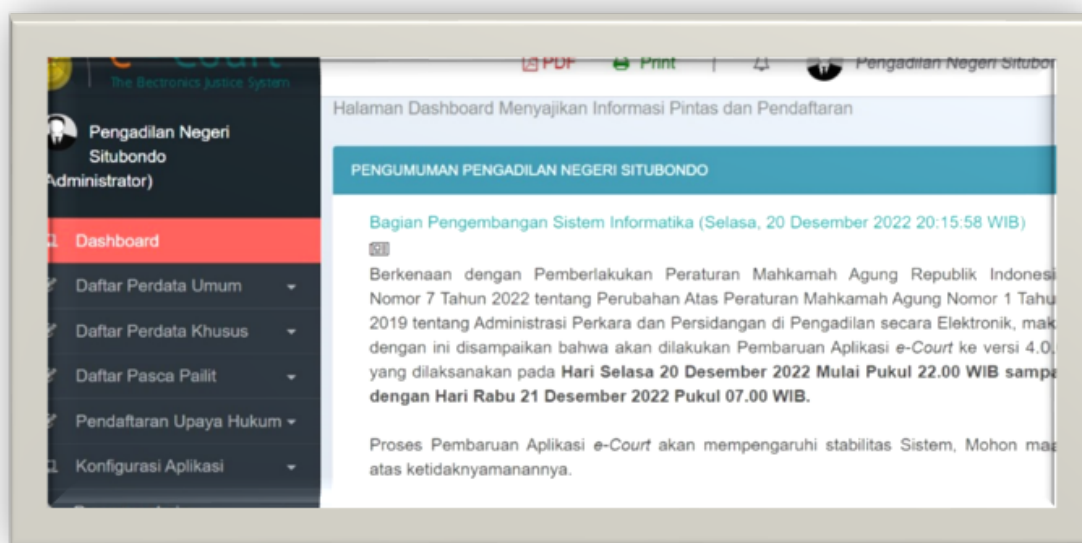 The Electronics Justice System
PDF Print | Pengadilan Negeri
Pengadilan Negeri
Situbondo
Administrator)
Dashboard
Daftar Perdata Umum
Daftar Perdata Khusus
Daftar Pasca Pailit
Pendaftaran Upaya Hukum
Konfigurasi Aplikasi
Halaman Dashboard Menyajikan Informasi Pintas dan Pendaftaran
PENGUMUMAN PENGADILAN NEGERI SITUBONDO
Bagian Pengembangan Sistem Informatika (Selasa, 20 Desember 2022 20:15:58 WIB)
Berkenaan dengan Pemberlakukan Peraturan Mahkamah Agung Republik Indonesi
Nomor 7 Tahun 2022 tentang Perubahan Atas Peraturan Mahkamah Agung Nomor 1 Tahu
2019 tentang Administrasi Perkara dan Persidangan di Pengadilan secara Elektronik, mak
dengan ini disampaikan bahwa akan dilakukan Pembaruan Aplikasi e-Court ke versi 4.0.
yang dilaksanakan pada Hari Selasa 20 Desember 2022 Mulai Pukul 22.00 WIB sampa
dengan Hari Rabu 21 Desember 2022 Pukul 07.00 WIB.
Proses Pembaruan Aplikasi e-Court akan mempengaruhi stabilitas Sistem, Mohon maa
atas ketidaknyamanannya.